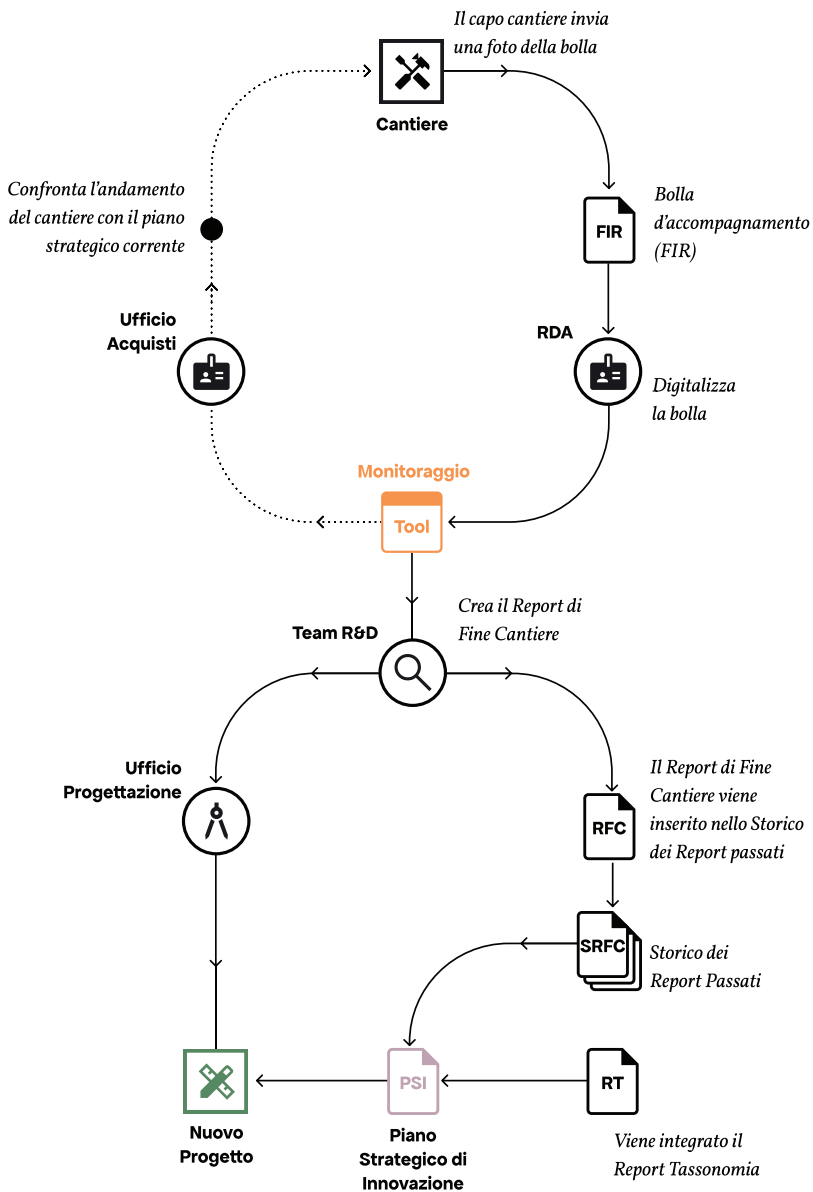 Il capo cantiere invia
una foto della bolla
Cantiere
Confronta l'andamento
del cantiere con il piano
strategico corrente
Bolla
d'accompagnamento
(FIR)
FIR
Ufficio
Acquisti
RDA
Digitalizza
la bolla
Monitoraggio
Tool
Crea il Report di
Fine Cantiere
Team R&D
Ufficio
Progettazione
Il Report di Fine
Cantiere viene
inserito nello Storico
dei Report passati
RFC
SRFC
Storico dei
Report Passati
PSI
RT
Nuovo
Progetto
Piano
Strategico di
Innovazione
Viene integrato il
Report Tassonomia